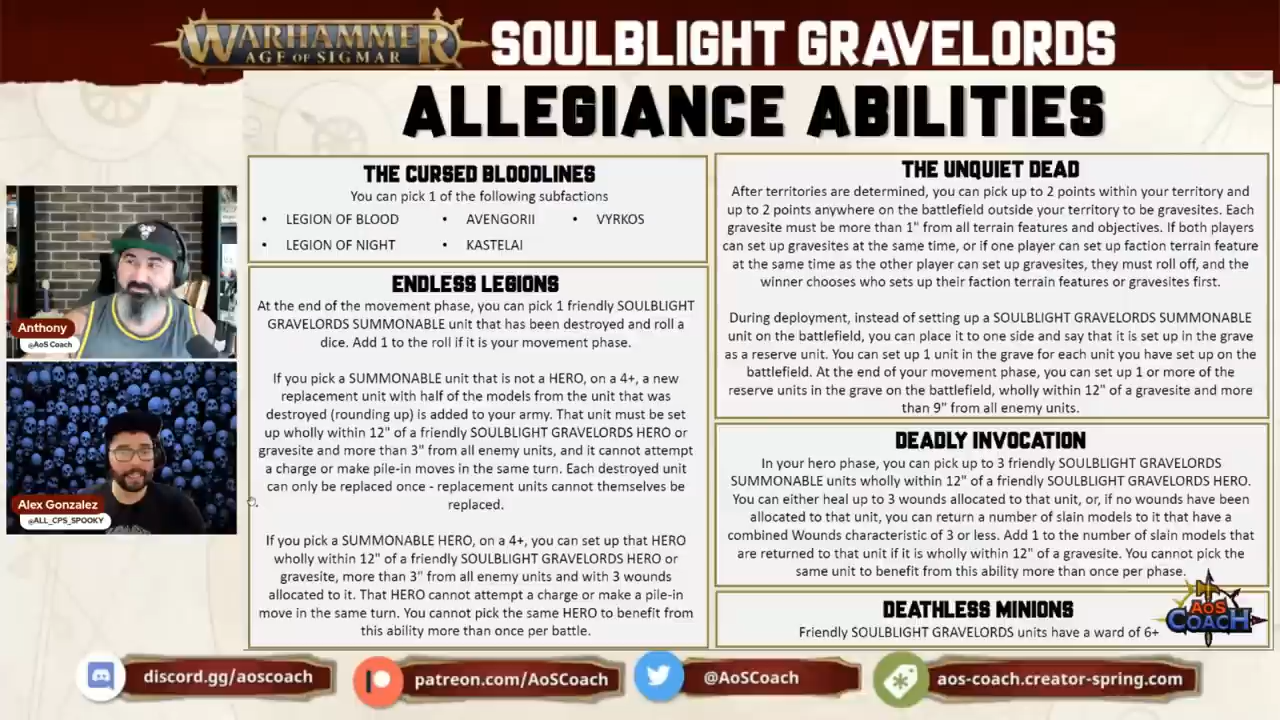 WARHAMMER
AGE OF SIGMAR
SOULBLIGHT GRAVELORDS
ALLEGIANCE ABILITIES
THE CURSED BLOODLINES
You can pick 1 of the following subfactions
• LEGION OF BLOOD • AVENGORII • VYRKOS
• LEGION OF NIGHT • KASTELAI
ENDLESS LEGIONS
At the end of the movement phase, you can pick 1 friendly SOULBLIGHT
GRAVELORDS SUMMONABLE unit that has been destroyed and roll a
dice. Add 1 to the roll if it is your movement phase.
If you pick a SUMMONABLE unit that is not a HERO, on a 4+, a new
replacement unit with half of the models from the unit that was
destroyed (rounding up) is added to your army. That unit must be set
up wholly within 12" of a friendly SOULBLIGHT GRAVELORDS HERO or
gravesite and more than 3" from all enemy units, and it cannot attempt
a charge or make pile-in moves in the same turn. Each destroyed unit
can only be replaced once - replacement units cannot themselves be
replaced.
If you pick a SUMMONABLE HERO, on a 4+, you can set up that HERO
wholly within 12" of a friendly SOULBLIGHT GRAVELORDS HERO or
gravesite, more than 3" from all enemy units and with 3 wounds
allocated to it. That HERO cannot attempt a charge or make a pile-in
move in the same turn. You cannot pick the same HERO to benefit from
this ability more than once per battle.
THE UNQUIET DEAD
After territories are determined, you can pick up to 2 points within your territory and
up to 2 points anywhere on the battlefield outside your territory to be gravesites. Each
gravesite must be more than 1" from all terrain features and objectives. If both players
can set up gravesites at the same time, or if one player can set up faction terrain feature
at the same time as the other player can set up gravesites, they must roll off, and the
winner chooses who sets up their faction terrain features or gravesites first.
During deployment, instead of setting up a SOULBLIGHT GRAVELORDS SUMMONABLE
unit on the battlefield, you can place it to one side and say that it is set up in the grave
as a reserve unit. You can set up 1 unit in the grave for each unit you have set up on the
battlefield. At the end of your movement phase, you can set up 1 or more of the
reserve units in the grave on the battlefield, wholly within 12" of a gravesite and more
than 9" from all enemy units.
DEADLY INVOCATION
In your hero phase, you can pick up to 3 friendly SOULBLIGHT GRAVELORDS
SUMMONABLE units wholly within 12" of a friendly SOULBLIGHT GRAVELORDS HERO.
You can either heal up to 3 wounds allocated to that unit, or, if no wounds have been
allocated to that unit, you can return a number of slain models to it that have a
combined Wounds characteristic of 3 or less. Add 1 to the number of slain models that
are returned to that unit if it is wholly within 12" of a gravesite. You cannot pick the
same unit to benefit from this ability more than once per phase.
DEATHLESS MINIONS
Friendly SOULBLIGHT GRAVELORDS units have a ward of 6+
AoS
COACH
Anthony
@AoS Coach
Alex Gonzalez
@ALL_CPS_SPOOKY
discord.gg/aoscoach
patreon.com/AoSCoach
@AoSCoach
aos-coach.creator-spring.com